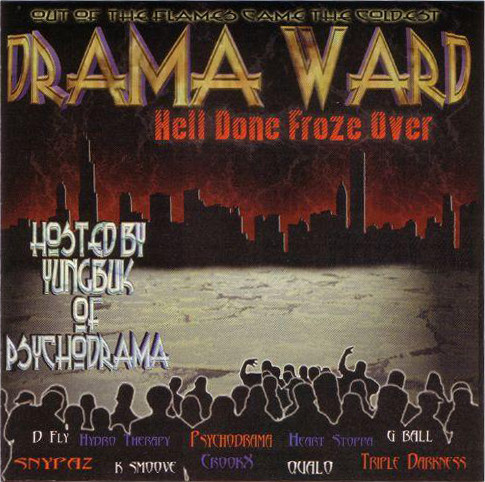 OUT OF THE FLAMES CAME THE COLDEST
DRAMA WARD
Hell Done Froze Over
HOSTED BY
YUNGBUK
OF
PSYCHODRAMA
D FLY HYDRO THERAPY PSYCHODRAMA HEART STOPPA G BALL
SNYPAZ K SMOOVE CROOKX QUALO TRIPLE DARKNESS